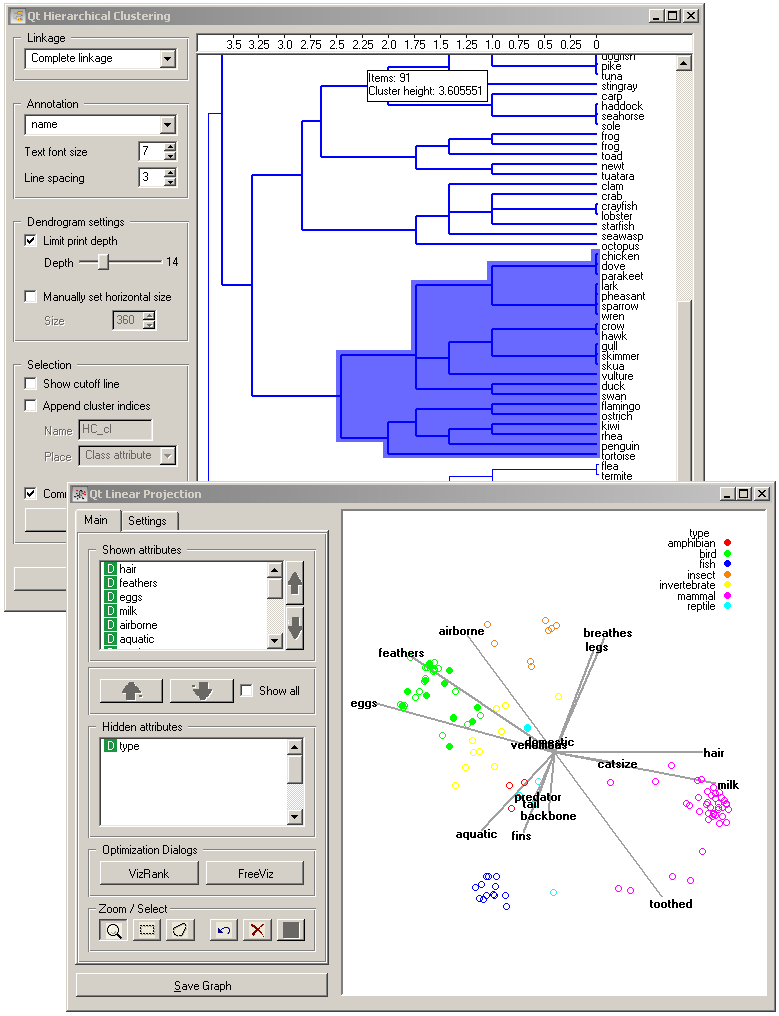 Qt Hierarchical Clustering
Linkage
Complete linkage
Annotation
name
Text font size 7
Line spacing 3
Dendrogram settings
Limit print depth
Depth 14
Manually set horizontal size
Size 360
Selection
Show cutoff line
Append cluster indices
Name HC_cl
Place Class attribute
3.5 3.25 3.0 2.75 2.5 2.25 2.0 1.75 1.5 1.25 1.0 0.75 0.5 0.25 0
Items: 91
Cluster height: 3.605551
dogfish
pike
tuna
stingray
carp
haddock
seahorse
sole
frog
frog
toad
newt
tuatara
clam
crab
crayfish
lobster
starfish
seawasp
octopus
chicken
dove
parakeet
lark
pheasant
sparrow
wren
crow
hawk
gull
skimmer
skua
vulture
duck
swan
flamingo
ostrich
kiwi
rhea
penguin
tortoise
flea
termite
Qt Linear Projection
Main Settings
Shown attributes
D hair
D feathers
D eggs
D milk
D airborne
D aquatic
Show all
Hidden attributes
D type
Optimization Dialogs
VizRank FreeViz
Zoom / Select
Save Graph
type
amphibian
bird
fish
insect
invertebrate
mammal
reptile
airborne
breathes
legs
feathers
eggs
domestic
venomous
hair
catsize
milk
predator
tail
backbone
aquatic
fins
toothed